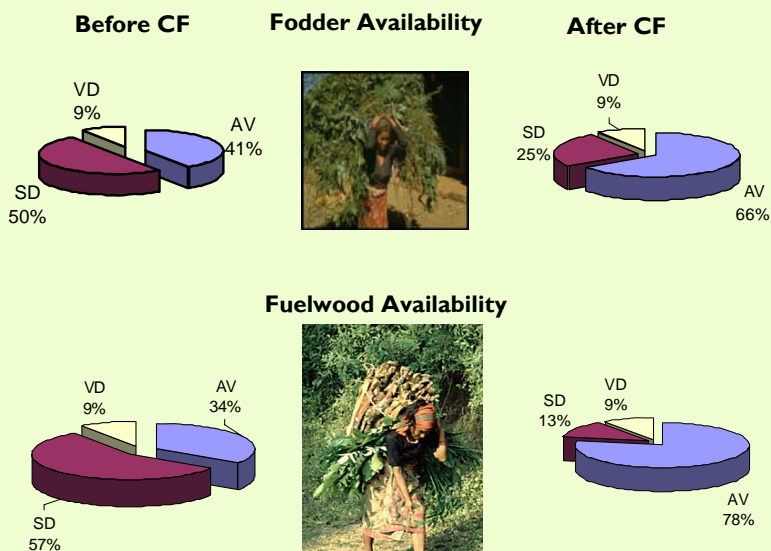 Before CF
Fodder Availability
After CF
VD
9%
AV
41%
SD
50%
VD
9%
SD
25%
AV
66%
Fuelwood Availability
VD
9%
AV
34%
SD
57%
VD
9%
SD
13%
AV
78%